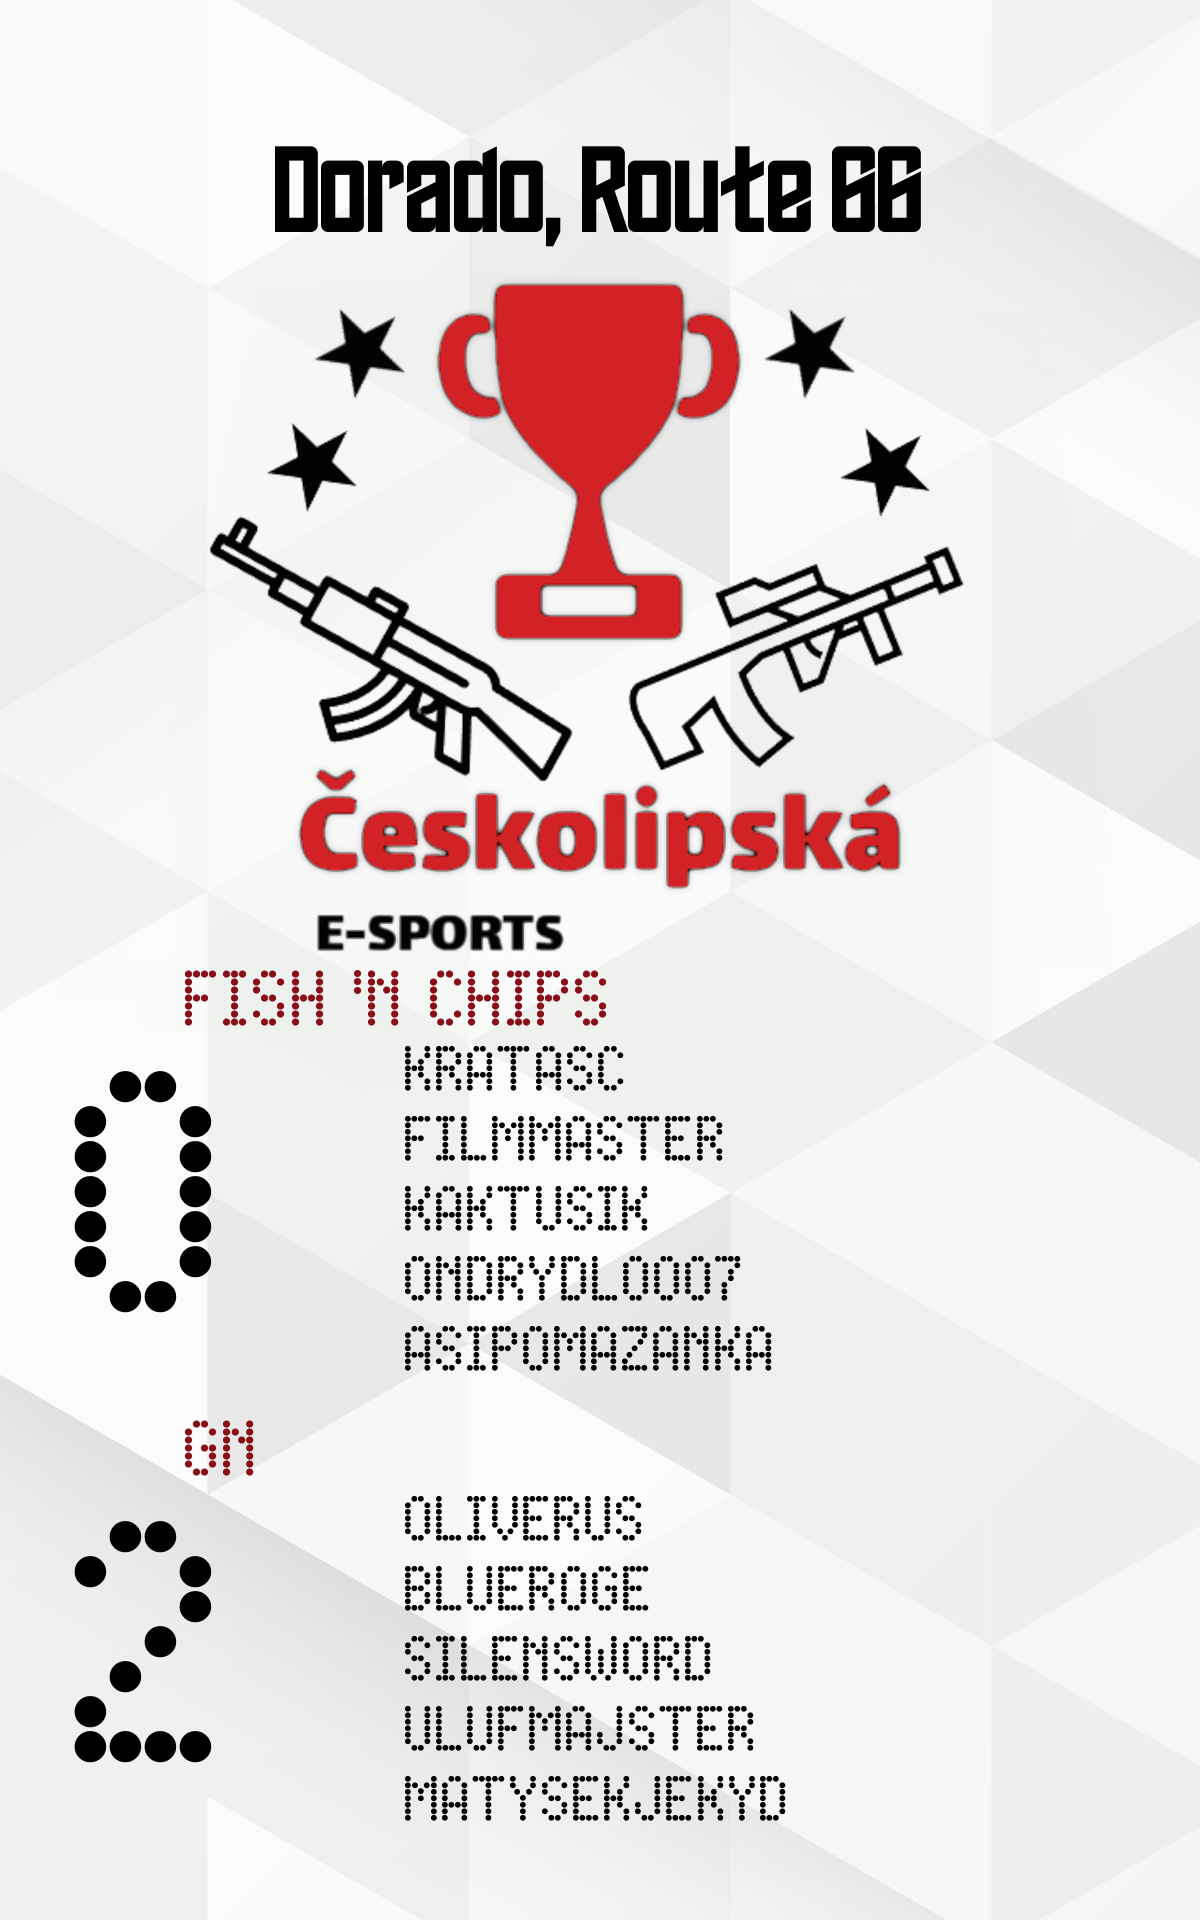 Dorado, Route 66
Českolipská
E-SPORTS
FISH 'N CHIPS
0
KRATASC
FILMMASTER
KAKTUSIK
ONDRYDL0007
ASIPOMAZANKA
GN
2
OLIVERUS
BLUEROGE
SILENSWORD
ULUFMAJSTER
MATYSEKJEKYD